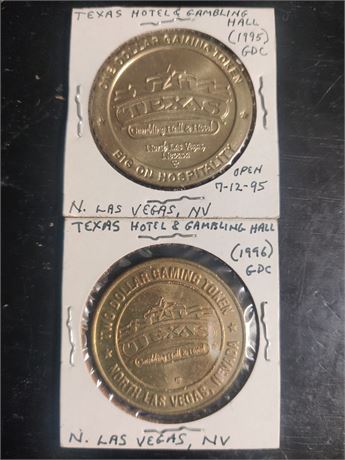 TEXAS HOTEL & GAMBLING
HALL
(1995)
GDC
ONE DOLLAR GAMING TOKEN
TEXAS
Gambling Hall & Hotel
North Las Vegas,
Nevada
BIG ON HOSPITALITY
OPEN
7-12-95
N. LAS VEGAS, NV
TEXAS HOTEL & GAMBLING HALL
(1996)
GDC
TWO DOLLAR GAMING TOKEN
TEXAS
Gambling Hall & Hotel
NORTH LAS VEGAS, NEVADA
N. LAS VEGAS, NV